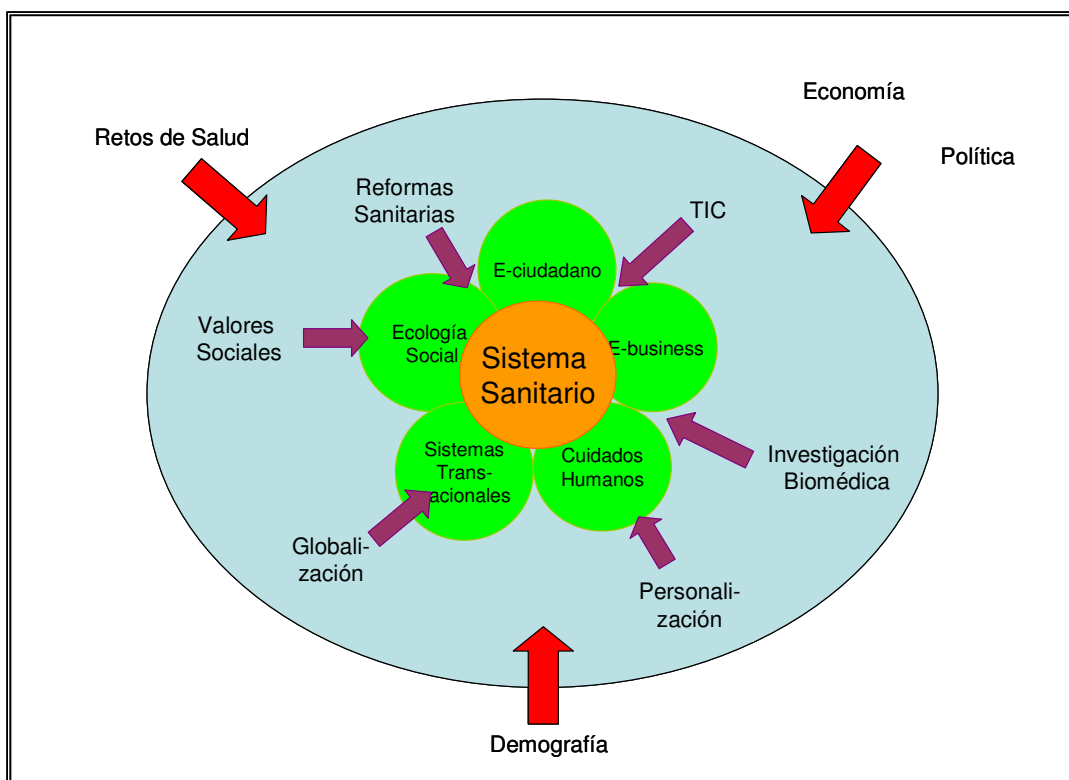 Economía
Retos de Salud
Política
Reformas
Sanitarias
TIC
E-ciudadano
Valores
Sociales
Ecología
Social
E-business
Sistema
Sanitario
Sistemas
Trans-
nacionales
Cuidados
Humanos
Investigación
Biomédica
Globali-
zación
Personali-
zación
Demografía